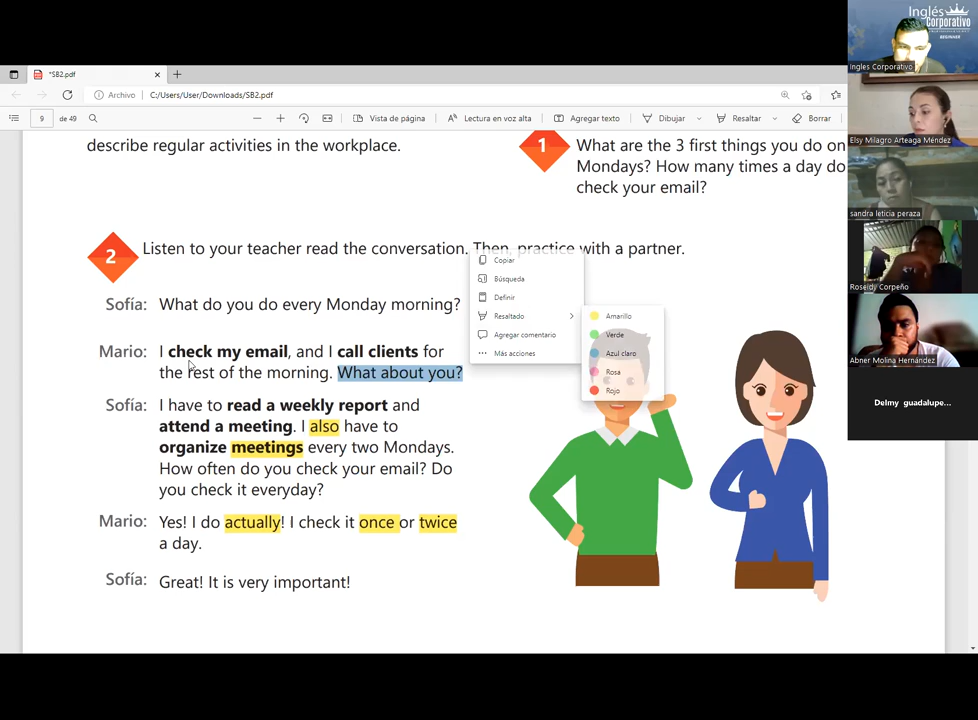 Inglés
Corporativo
BEGINNER
Ingles Corporativo
*SB2.pdf
Archivo C:/Users/User/Downloads/SB2.pdf
9 de 49 Vista de página Lectura en voz alta Agregar texto Dibujar Resaltar Borrar
Elsy Milagro Arteaga Méndez
describe regular activities in the workplace.
1 What are the 3 first things you do on
Mondays? How many times a day do
check your email?
sandra leticia peraza
2 Listen to your teacher read the conversation. Then, practice with a partner.
Copiar
Búsqueda
Definir
Resaltado
Agregar comentario
Más acciones
Amarillo
Verde
Azul claro
Rosa
Rojo
Roseidy Corpeño
Sofía: What do you do every Monday morning?
Mario: I check my email, and I call clients for
the rest of the morning. What about you?
Abner Molina Hernández
Sofía: I have to read a weekly report and
attend a meeting. I also have to
organize meetings every two Mondays.
How often do you check your email? Do
you check it everyday?
Delmy guadalupe...
Mario: Yes! I do actually! I check it once or twice
a day.
Sofía: Great! It is very important!